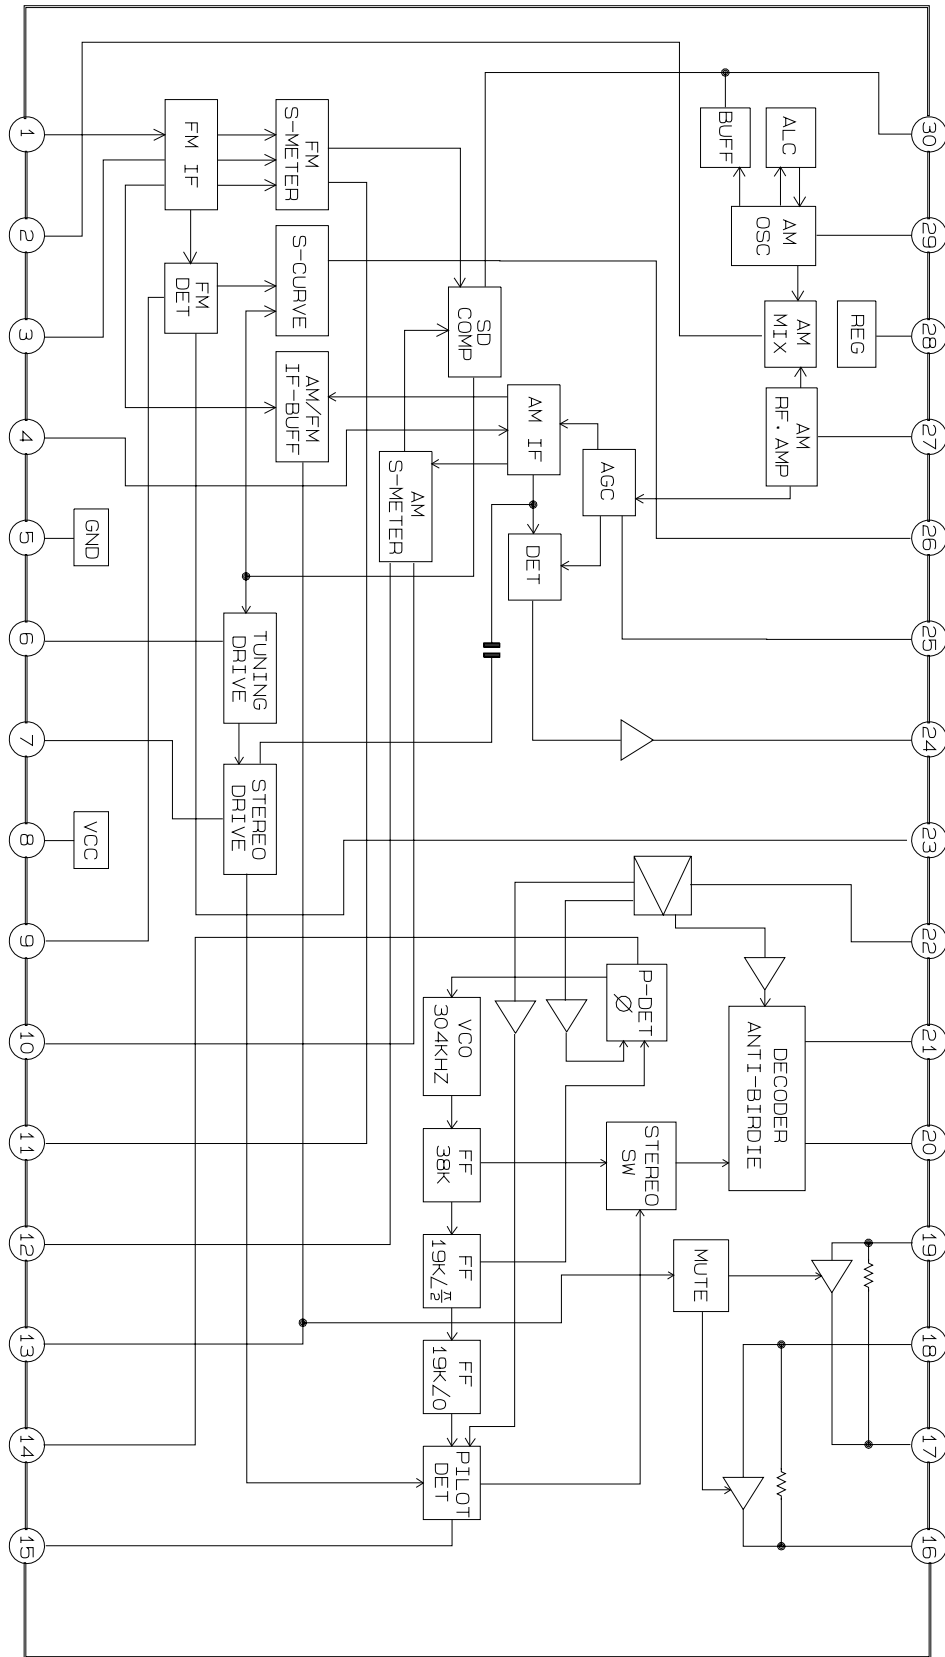 1
2
3
4
5
6
7
8
9
10
11
12
13
14
15
30
29
28
27
26
25
24
23
22
21
20
19
18
17
16
FM IF
FM
S-METER
FM
DET
S-CURVE
AM/FM
IF-BUFF
GND
VCC
TUNING
DRIVE
STEREO
DRIVE
SD
COMP
AM
S-METER
AM IF
DET
AGC
BUFF
ALC
AM
OSC
AM
MIX
REG
AM
RF.AMP
P-DET
Ø
VCO
304KHZ
FF
38K
FF
19K/π/2
FF
19K/0
PILOT
DET
STEREO
SW
DECODER
ANTI-BIRDIE
MUTE